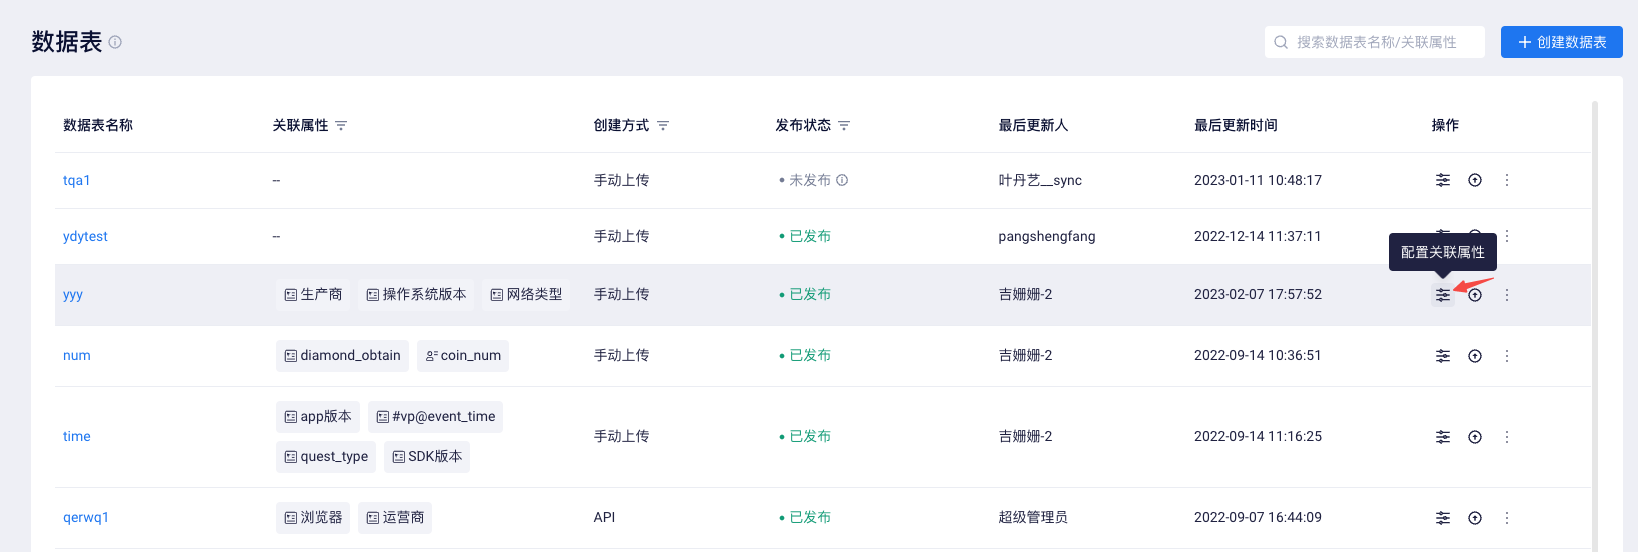 数据表
搜索数据表名称/关联属性
创建数据表
数据表名称 关联属性 创建方式 发布状态 最后更新人 最后更新时间 操作
tqa1 -- 手动上传 未发布 叶丹艺__sync 2023-01-11 10:48:17
ydytest -- 手动上传 已发布 pangshengfang 2022-12-14 11:37:11
配置关联属性
yyy 生产商 操作系统版本 网络类型 手动上传 已发布 吉姗姗-2 2023-02-07 17:57:52
num diamond_obtain coin_num 手动上传 已发布 吉姗姗-2 2022-09-14 10:36:51
app版本 #vp@event_time
time 手动上传 已发布 吉姗姗-2 2022-09-14 11:16:25
quest_type SDK版本
qerwq1 浏览器 运营商 API 已发布 超级管理员 2022-09-07 16:44:09